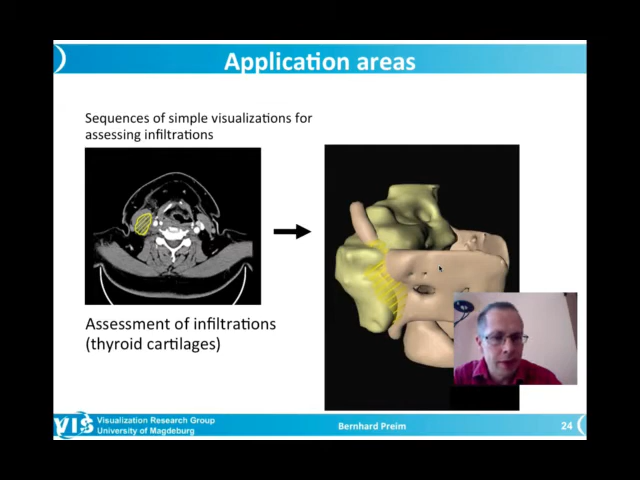 Application areas
Sequences of simple visualizations for
assessing infiltrations
Assessment of infiltrations
(thyroid cartilages)
VIS
Visualization Research Group
University of Magdeburg
Bernhard Preim
24